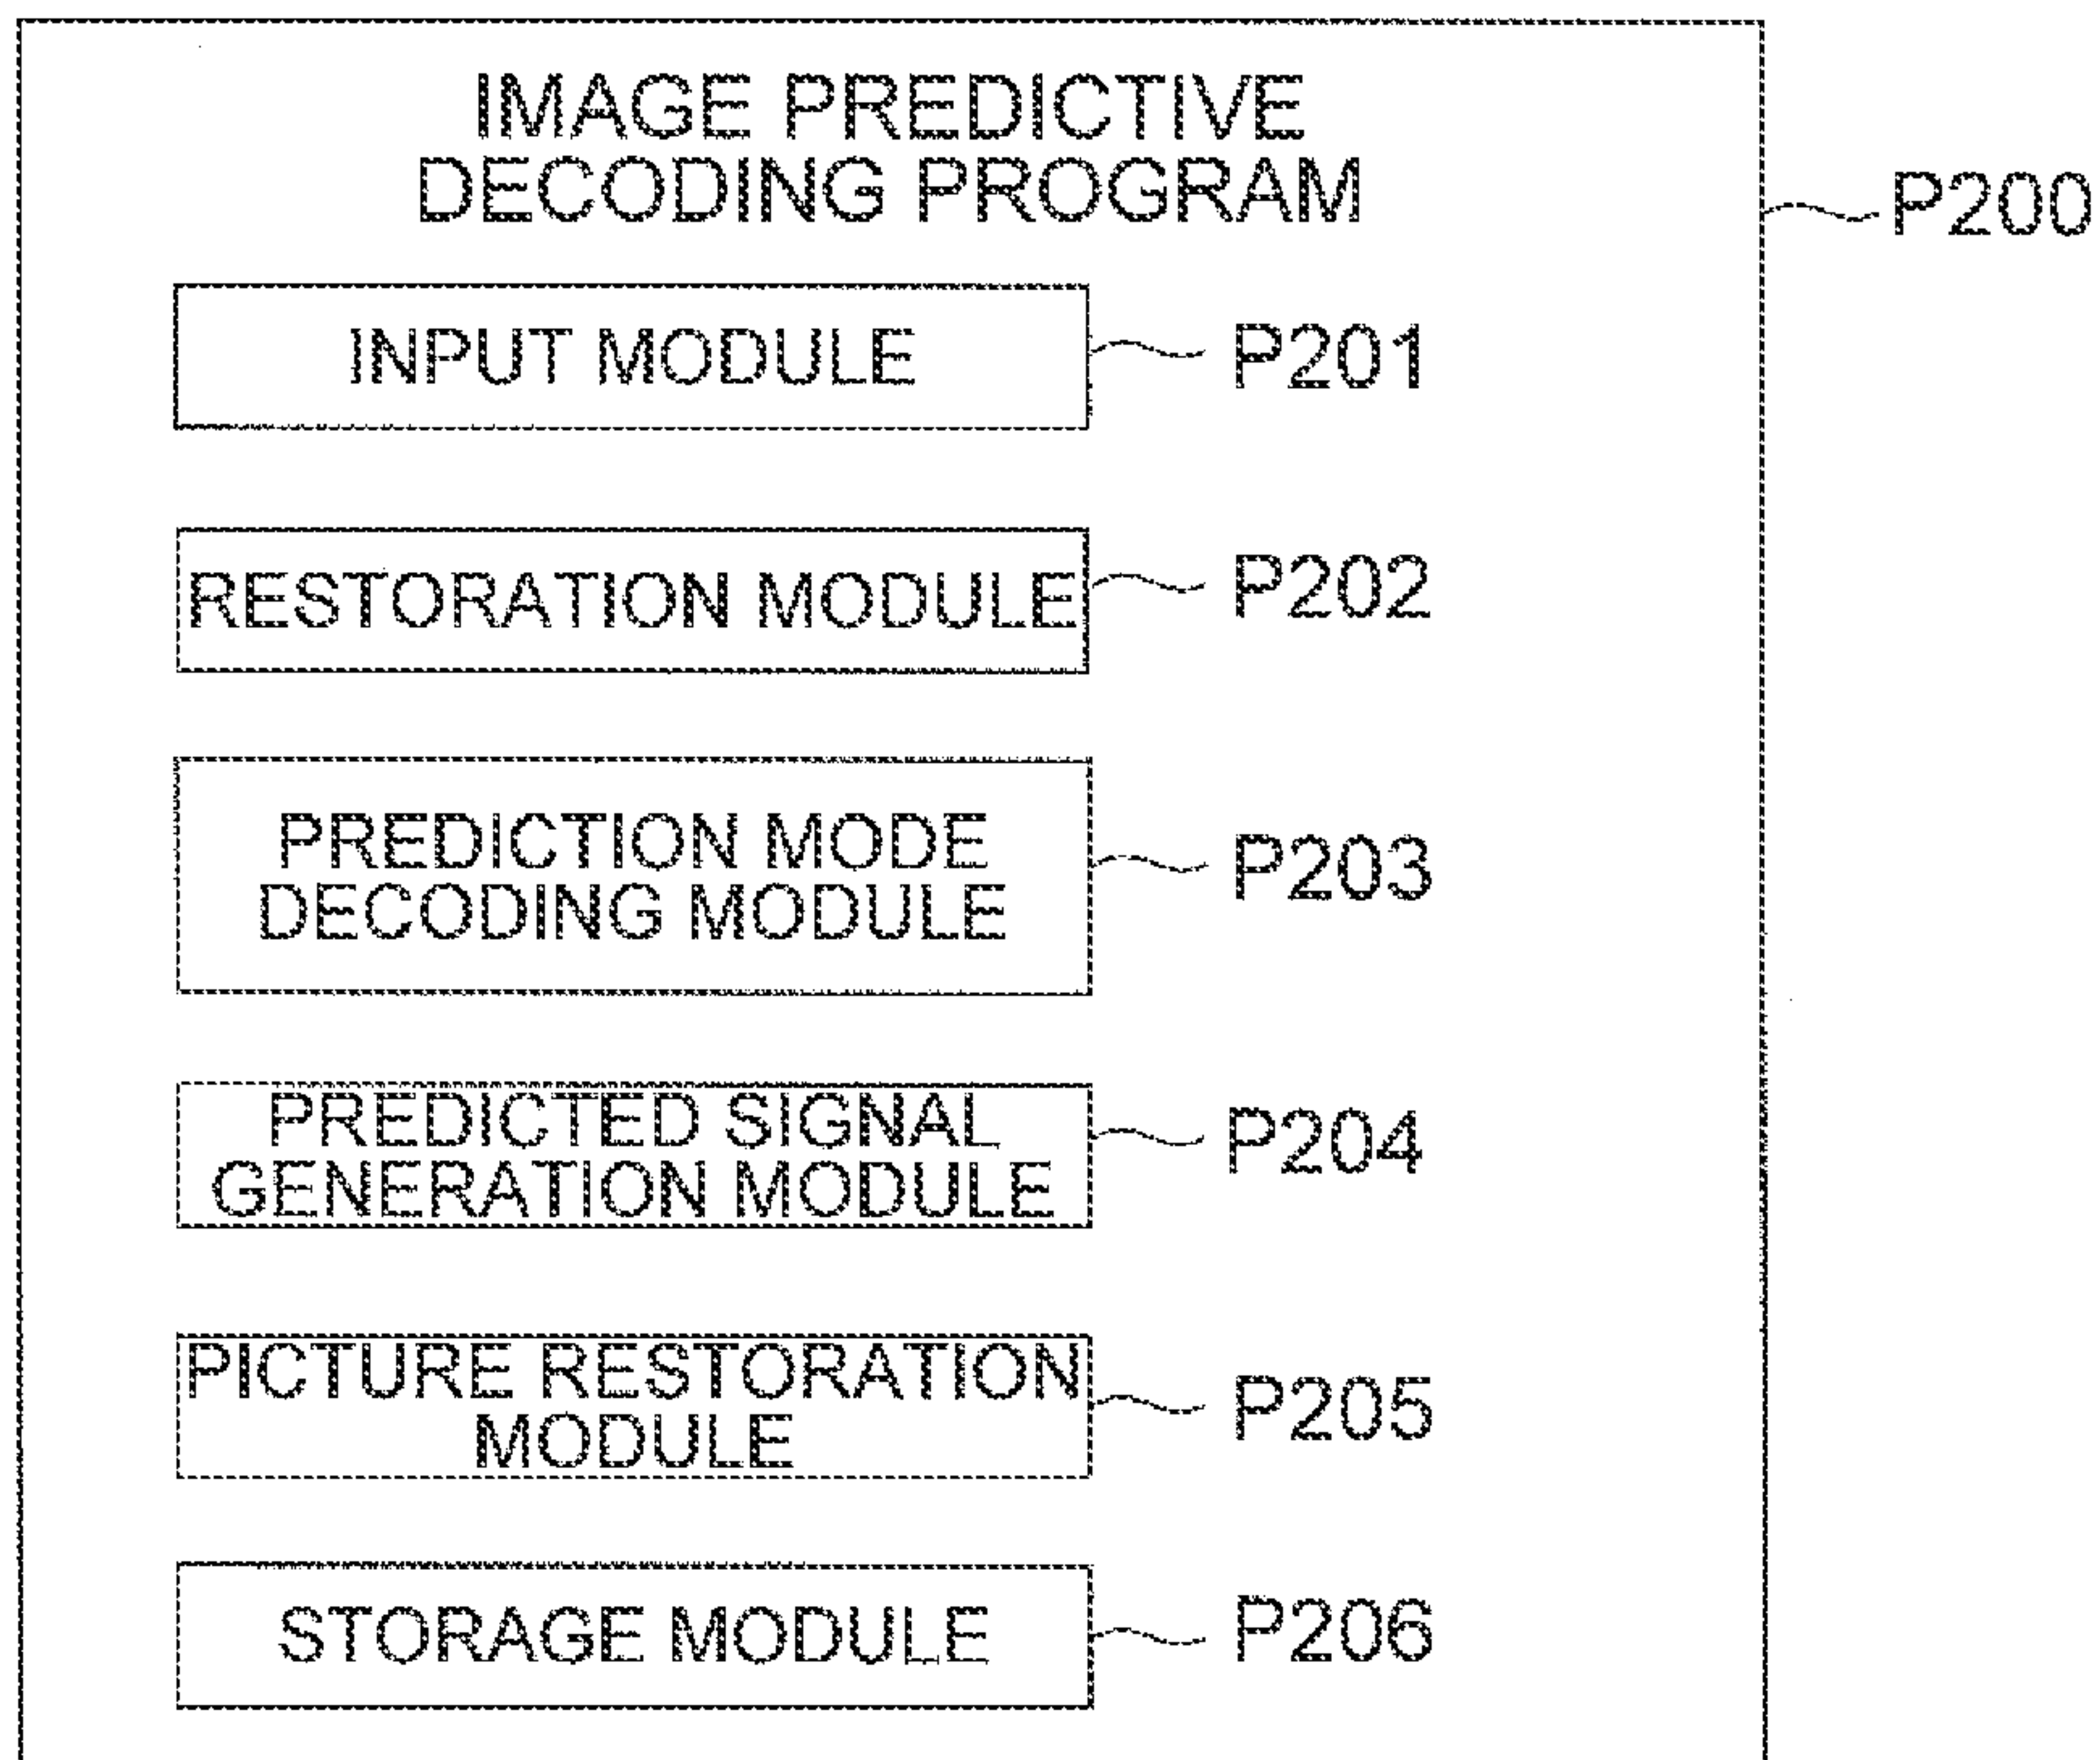 IMAGE PREDICTIVE
DECODING PROGRAM
P200
INPUT MODULE
P201
RESTORATION MODULE
P202
PREDICTION MODE
DECODING MODULE
P203
PREDICTED SIGNAL
GENERATION MODULE
P204
PICTURE RESTORATION
MODULE
P205
STORAGE MODULE
P206